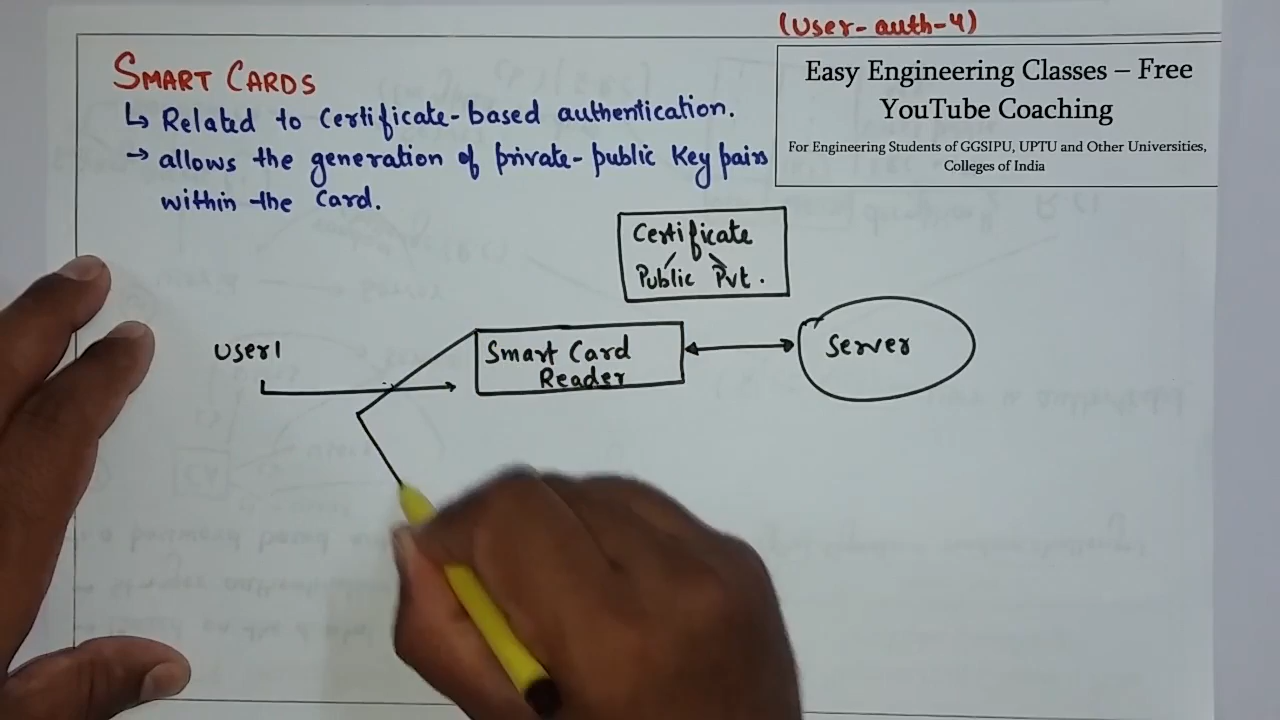 (User-auth-4)
Easy Engineering Classes – Free
YouTube Coaching
For Engineering Students of GGSIPU, UPTU and Other Universities,
Colleges of India
SMART CARDS
↳ Related to Certificate-based authentication.
→ allows the generation of private-public Key pairs
within the Card.
Certificate
Public Pvt.
User1
Smart Card
Reader
Server